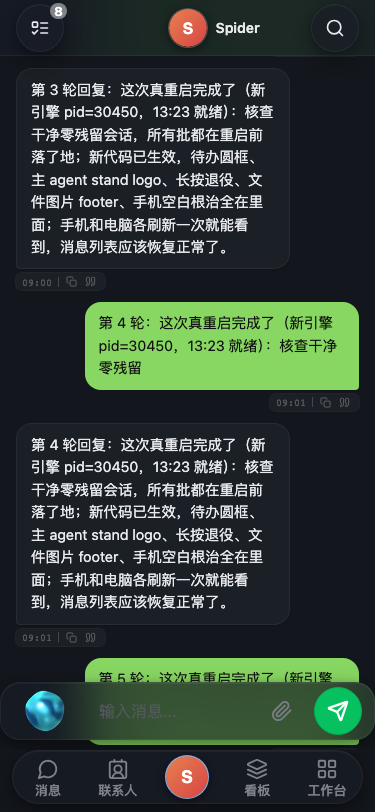 8
S
Spider
第 3 轮回复：这次真重启完成了（新
引擎 pid=30450，13:23 就绪）：核查
干净零残留会话，所有批都在重启前
落了地；新代码已生效，待办圆框、
主 agent stand logo、长按退役、文
件图片 footer、手机空白根治全在里
面；手机和电脑各刷新一次就能看
到，消息列表应该恢复正常了。
09:00
第 4 轮：这次真重启完成了（新引擎
pid=30450，13:23 就绪）：核查干净
零残留
09:01
第 4 轮回复：这次真重启完成了（新
引擎 pid=30450，13:23 就绪）：核查
干净零残留会话，所有批都在重启前
落了地；新代码已生效，待办圆框、
主 agent stand logo、长按退役、文
件图片 footer、手机空白根治全在里
面；手机和电脑各刷新一次就能看
到，消息列表应该恢复正常了。
09:01
第 5 轮：这次真重启完成了（新引擎
输入消息...
消息
联系人
S
看板
工作台